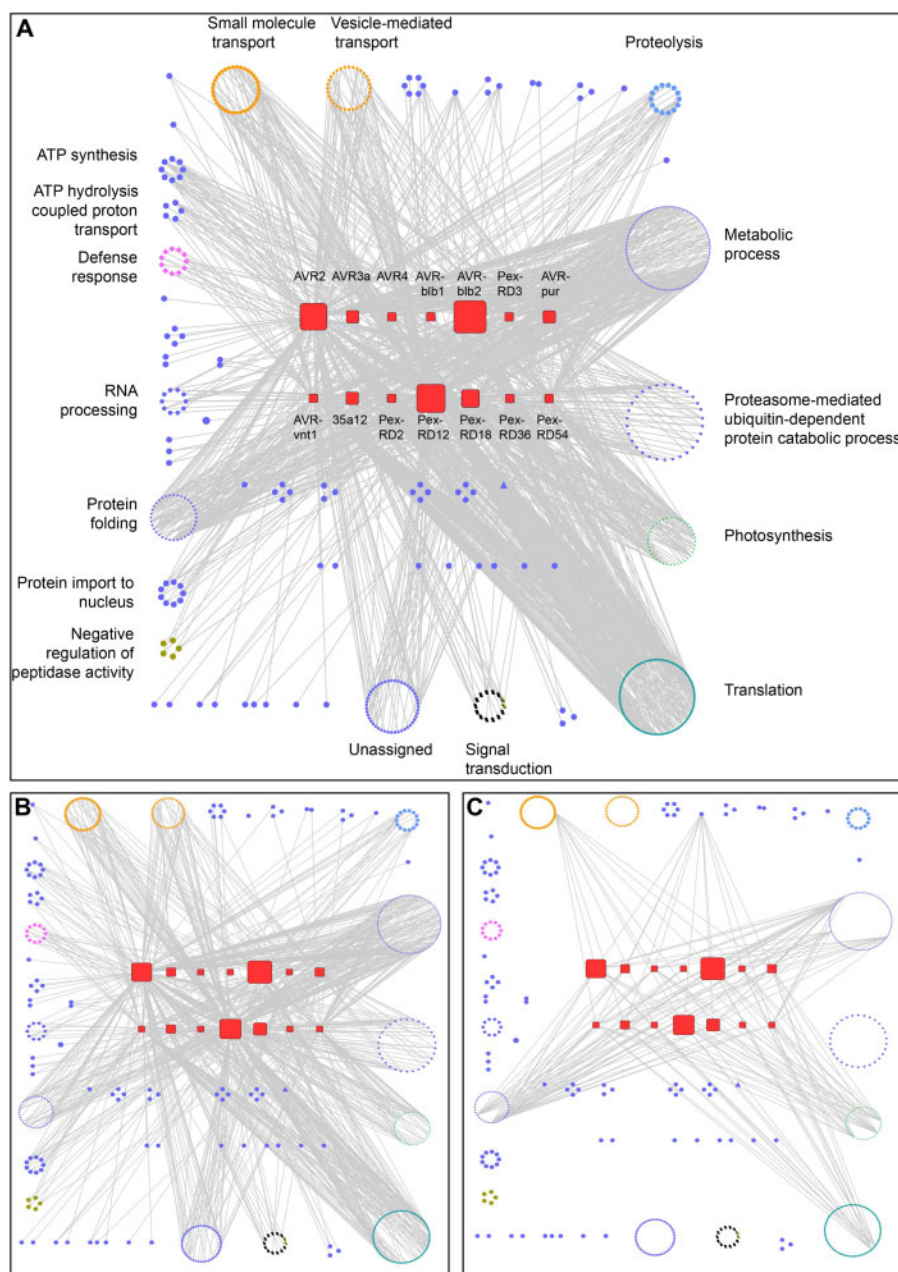 A
Small molecule
transport
Vesicle-mediated
transport
Proteolysis
ATP synthesis
ATP hydrolysis
coupled proton
transport
Defense
response
Metabolic
process
AVR2 AVR3a AVR4 AVR- AVR- Pex- AVR-
blb1 blb2 RD3 pur
RNA
processing
AVR- 35a12 Pex- Pex- Pex- Pex- Pex-
vnt1 RD2 RD12 RD18 RD36 RD54
Proteasome-mediated
ubiquitin-dependent
protein catabolic process
Protein
folding
Photosynthesis
Protein import to
nucleus
Negative
regulation of
peptidase activity
Translation
Unassigned
Signal
transduction
B
C